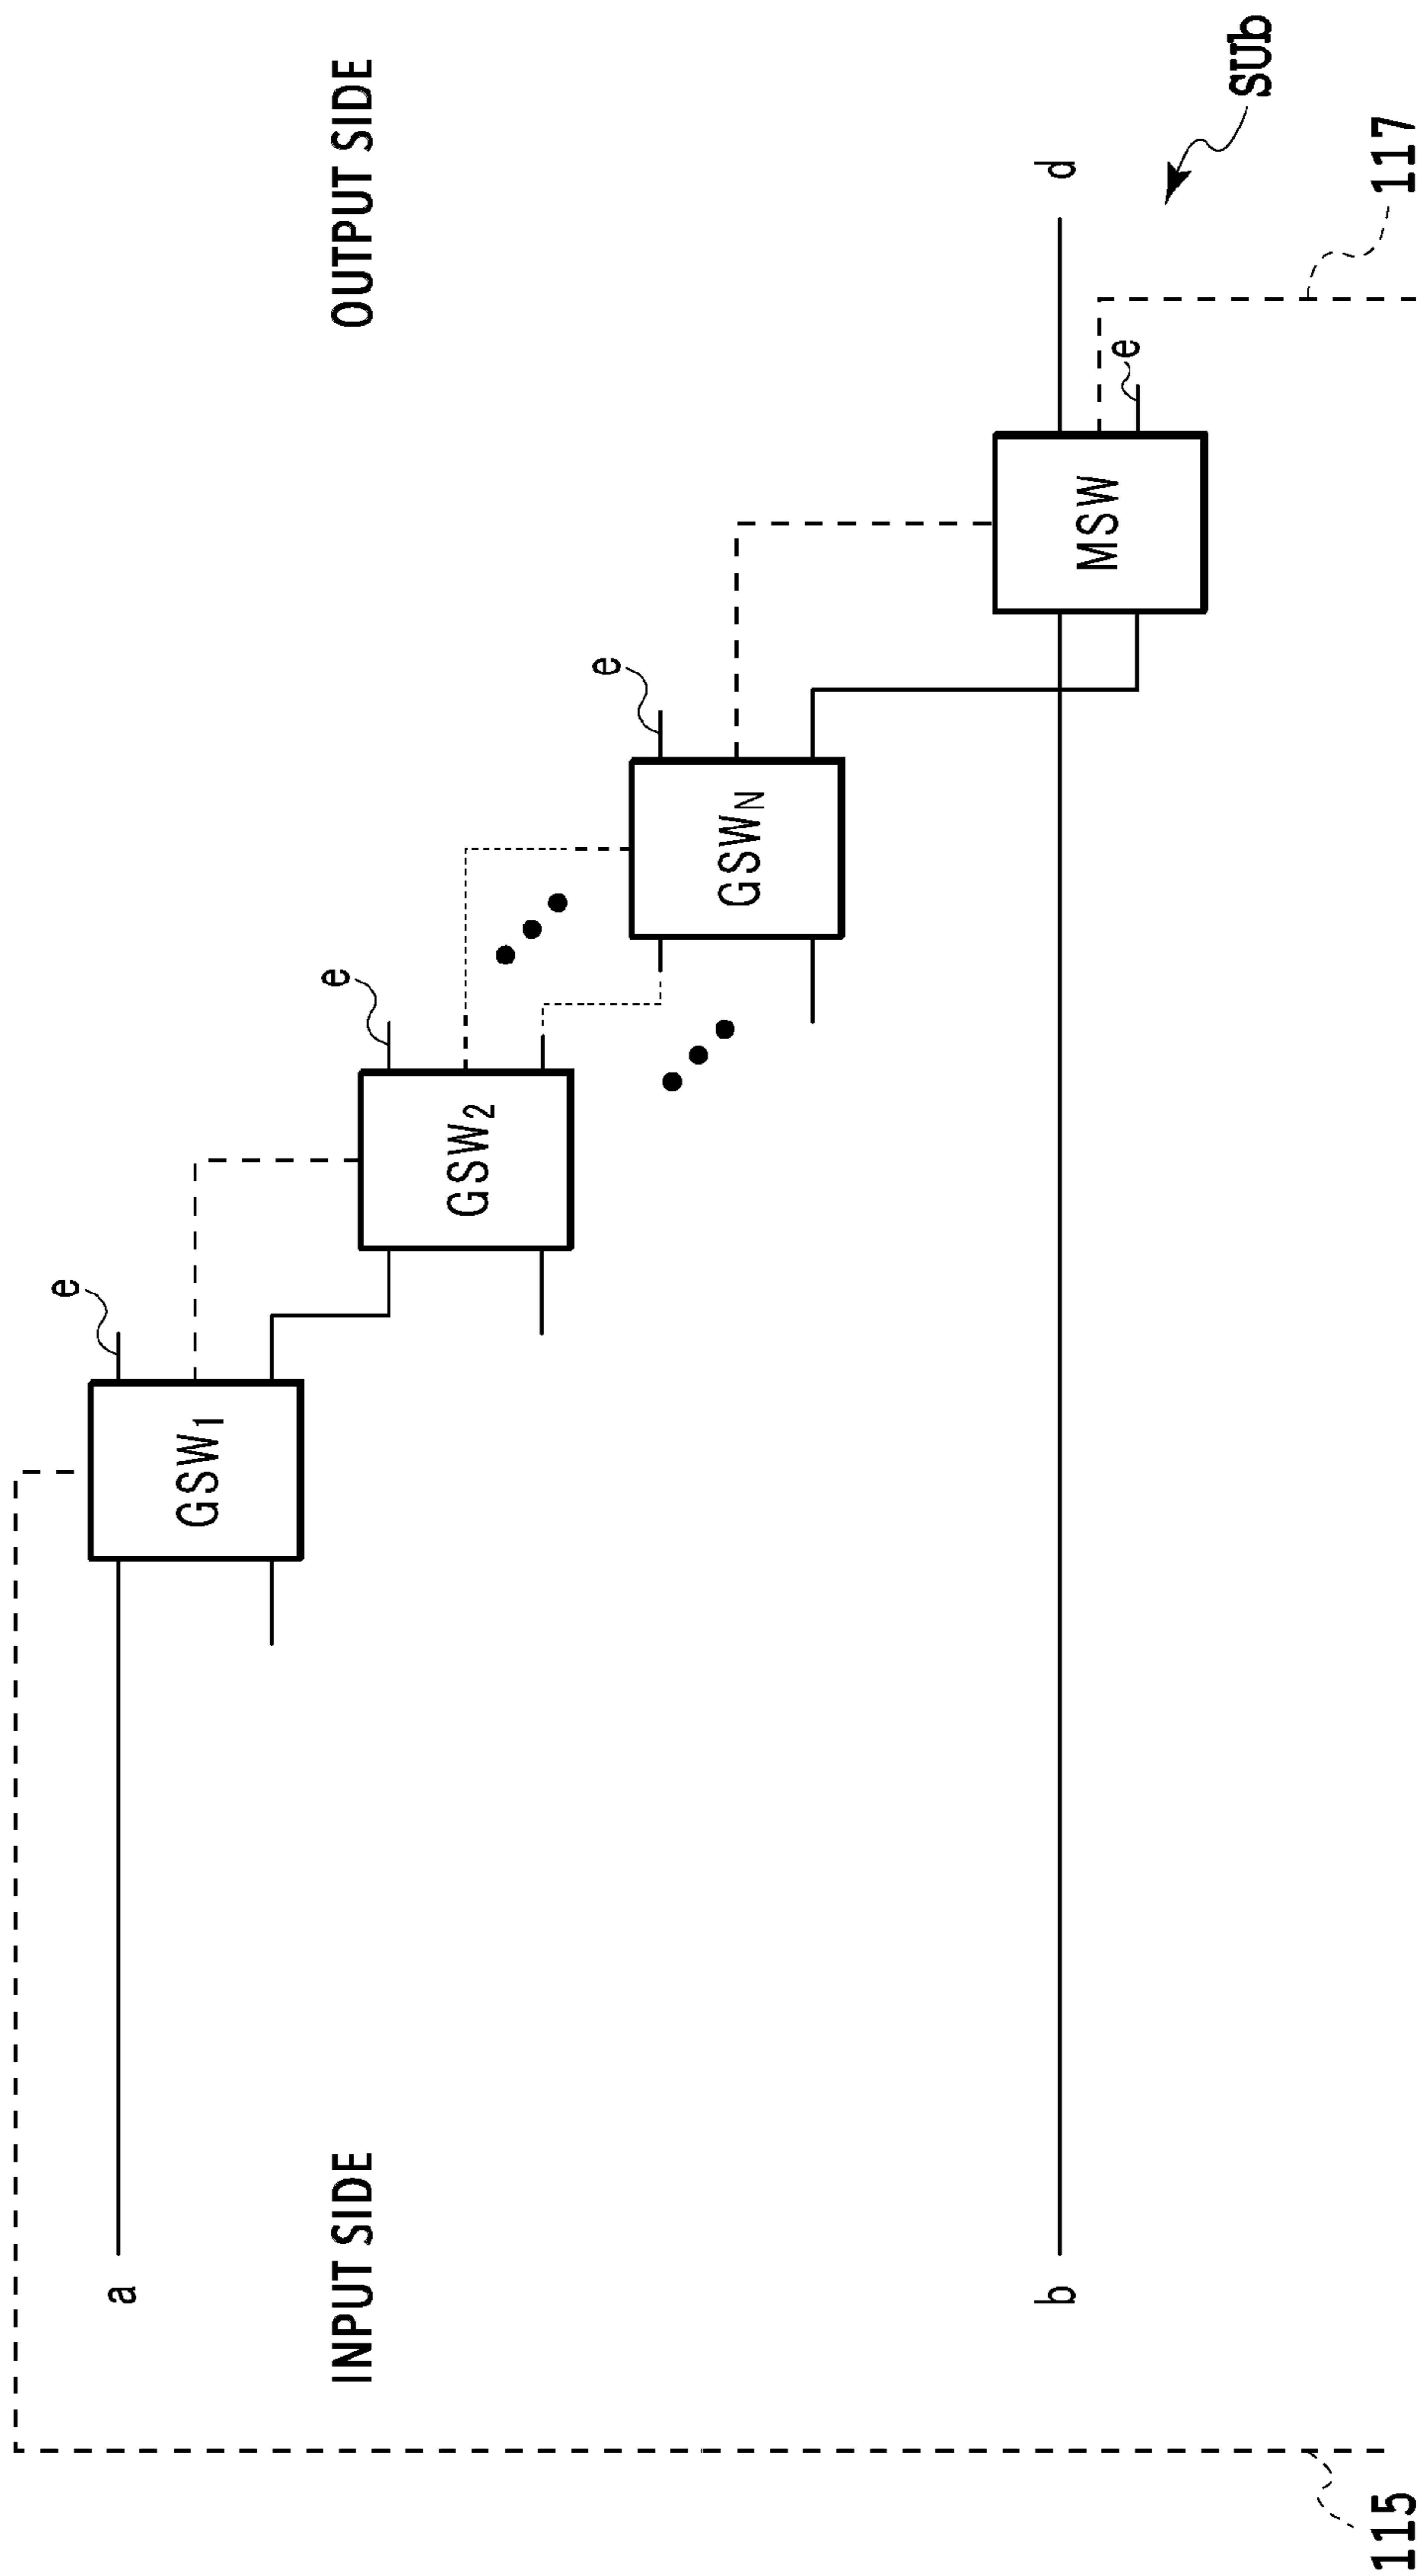 INPUT SIDE
OUTPUT SIDE
a
GSW1
e
GSW2
e
GSWN
e
b
MSW
d
e
SUb
115
117